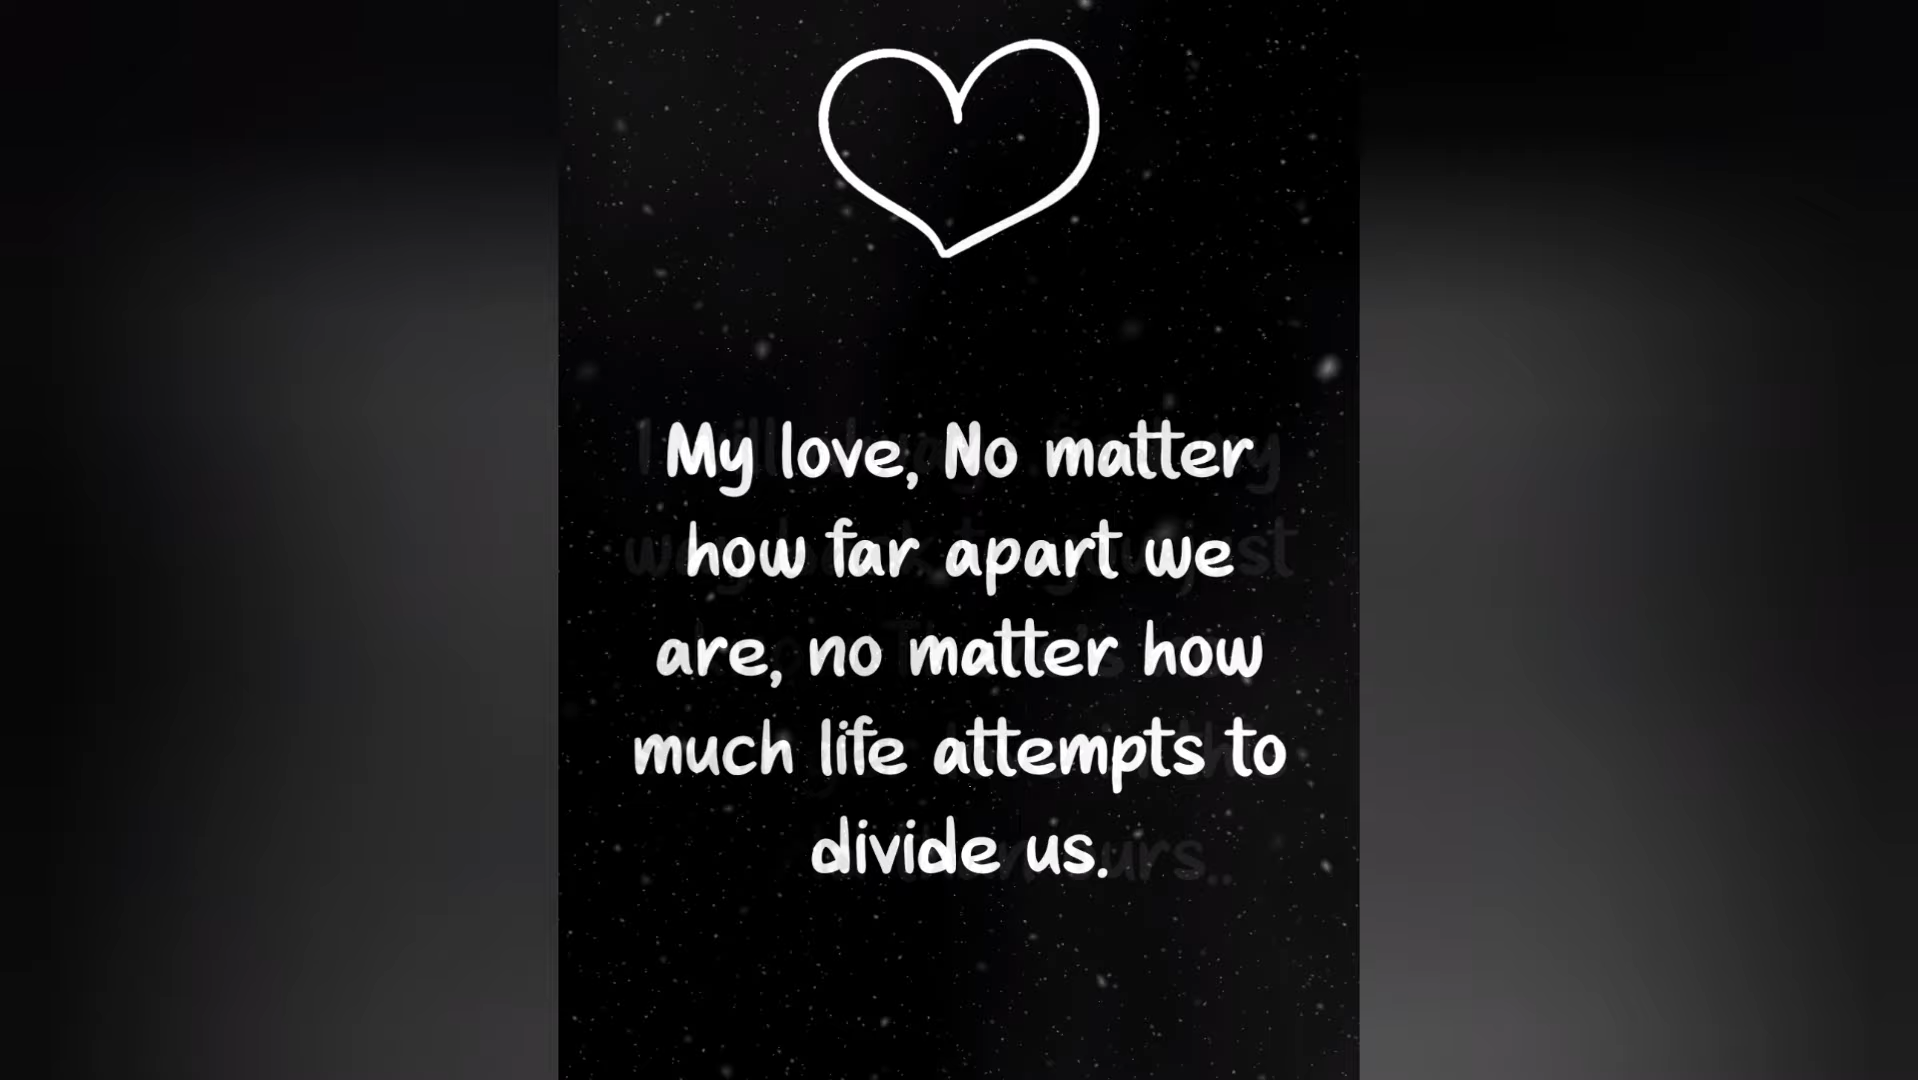 My love, No matter
how far apart we
are, no matter how
much life attempts to
divide us.